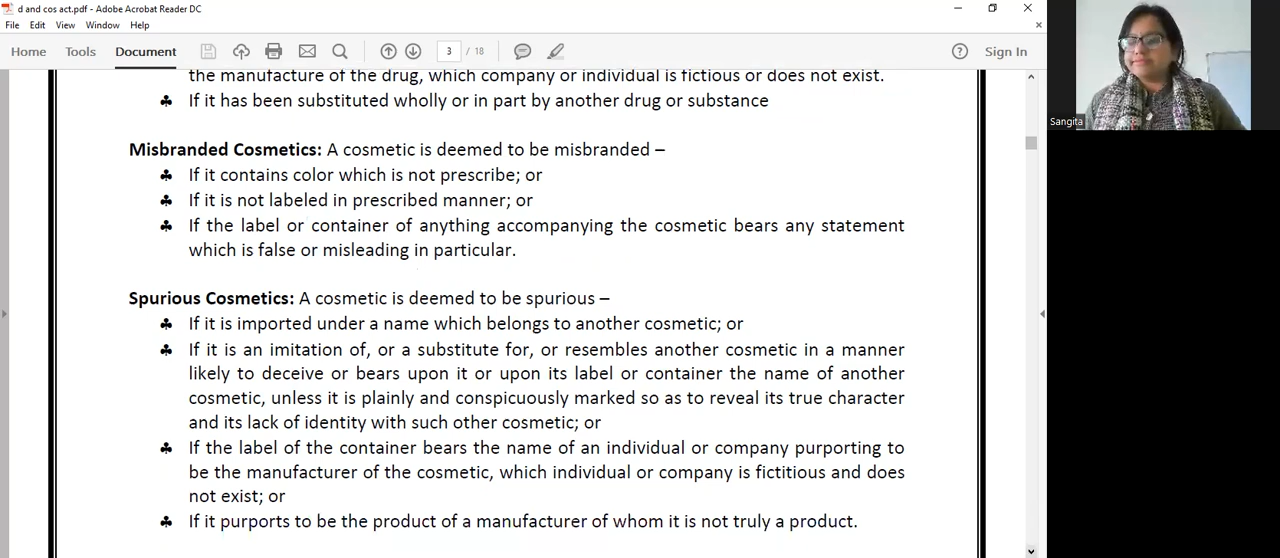 d and cos act.pdf - Adobe Acrobat Reader DC
File Edit View Window Help
Home Tools Document 3 / 18 Sign In
the manufacture of the drug, which company or individual is fictious or does not exist.
♣ If it has been substituted wholly or in part by another drug or substance
Misbranded Cosmetics: A cosmetic is deemed to be misbranded –
♣ If it contains color which is not prescribe; or
♣ If it is not labeled in prescribed manner; or
♣ If the label or container of anything accompanying the cosmetic bears any statement
which is false or misleading in particular.
Spurious Cosmetics: A cosmetic is deemed to be spurious –
♣ If it is imported under a name which belongs to another cosmetic; or
♣ If it is an imitation of, or a substitute for, or resembles another cosmetic in a manner
likely to deceive or bears upon it or upon its label or container the name of another
cosmetic, unless it is plainly and conspicuously marked so as to reveal its true character
and its lack of identity with such other cosmetic; or
♣ If the label of the container bears the name of an individual or company purporting to
be the manufacturer of the cosmetic, which individual or company is fictitious and does
not exist; or
♣ If it purports to be the product of a manufacturer of whom it is not truly a product.
Sangita